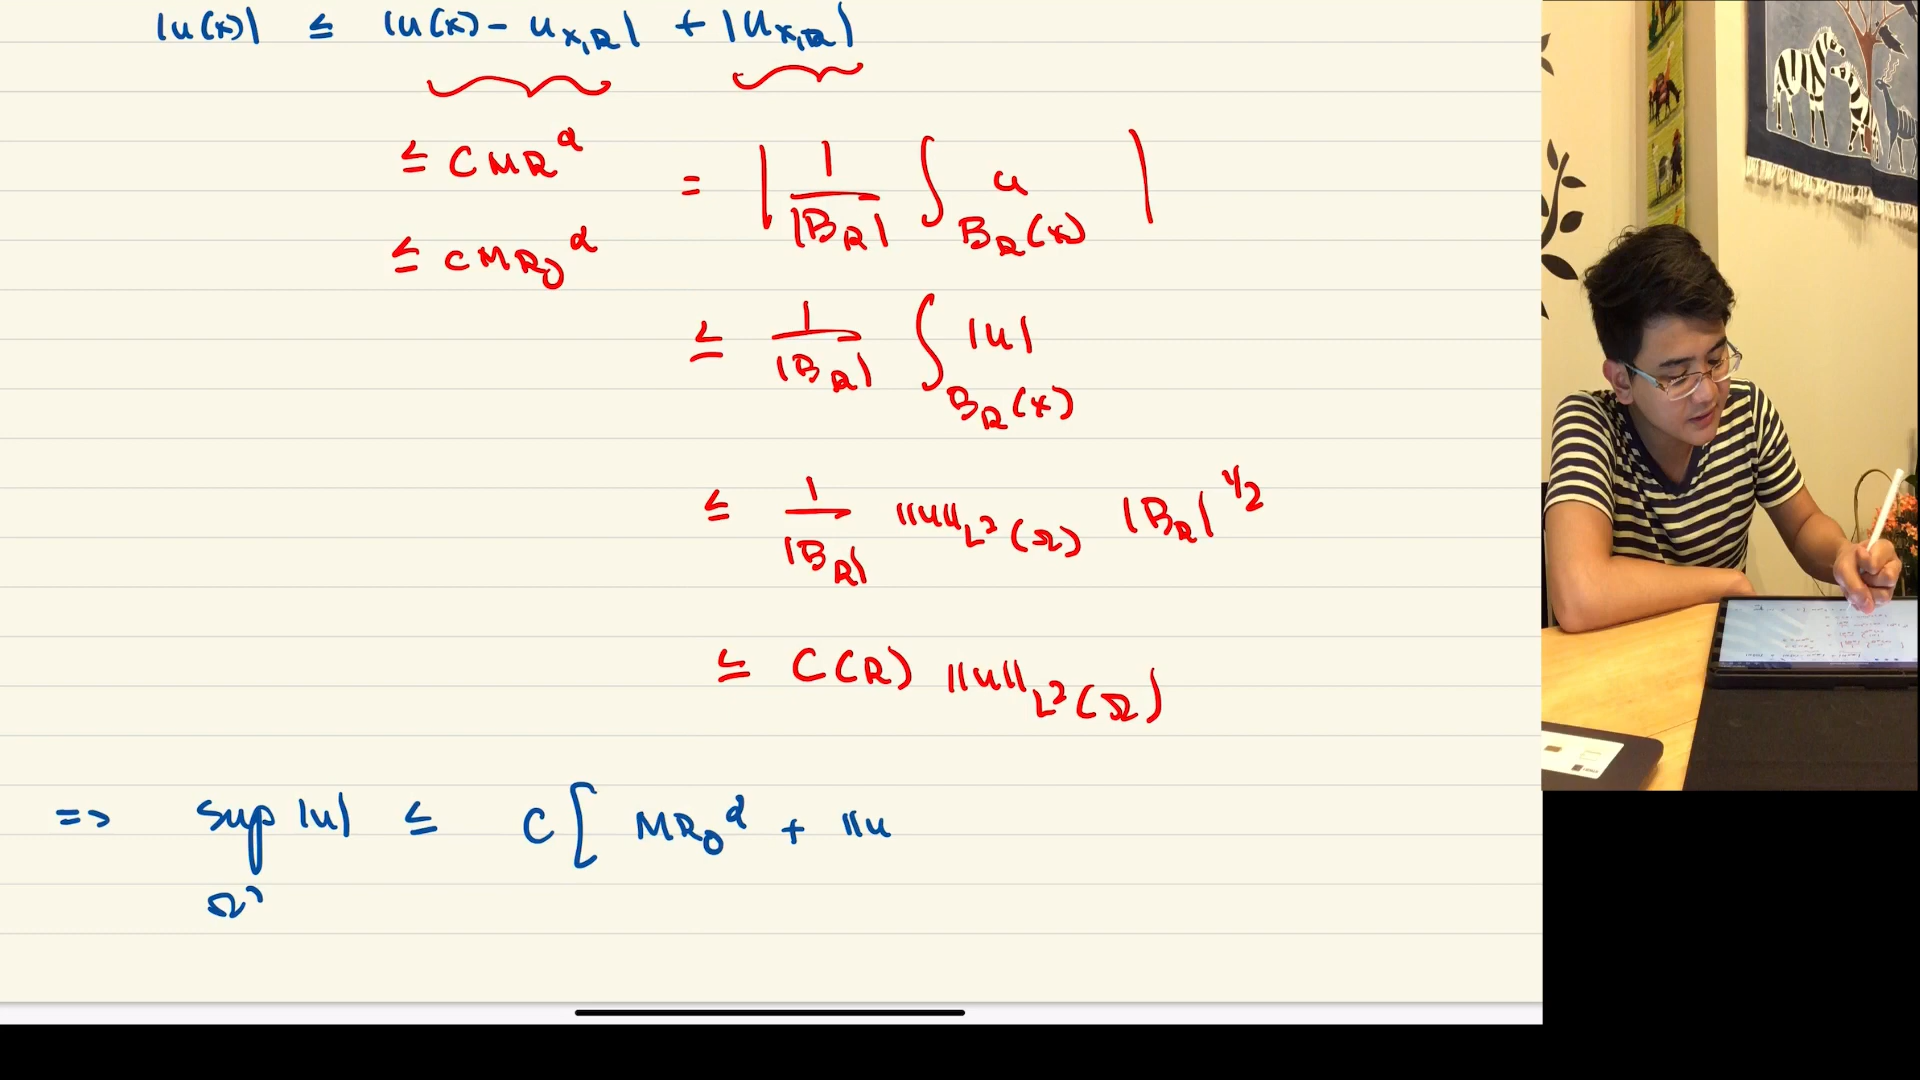 |u(x)| ≤ |u(x) - u_{x,R}| + |u_{x,R}|
≤ CMR^α
= | 1/|B_R| ∫_{B_R(x)} u |
≤ CMR_0^α
≤ 1/|B_R| ∫_{B_R(x)} |u|
≤ 1/|B_R| ||u||_{L^2(Ω)} |B_R|^{1/2}
≤ C(R) ||u||_{L^2(Ω)}
=> sup_{Ω'} |u| ≤ C[ MR_0^α + ||u